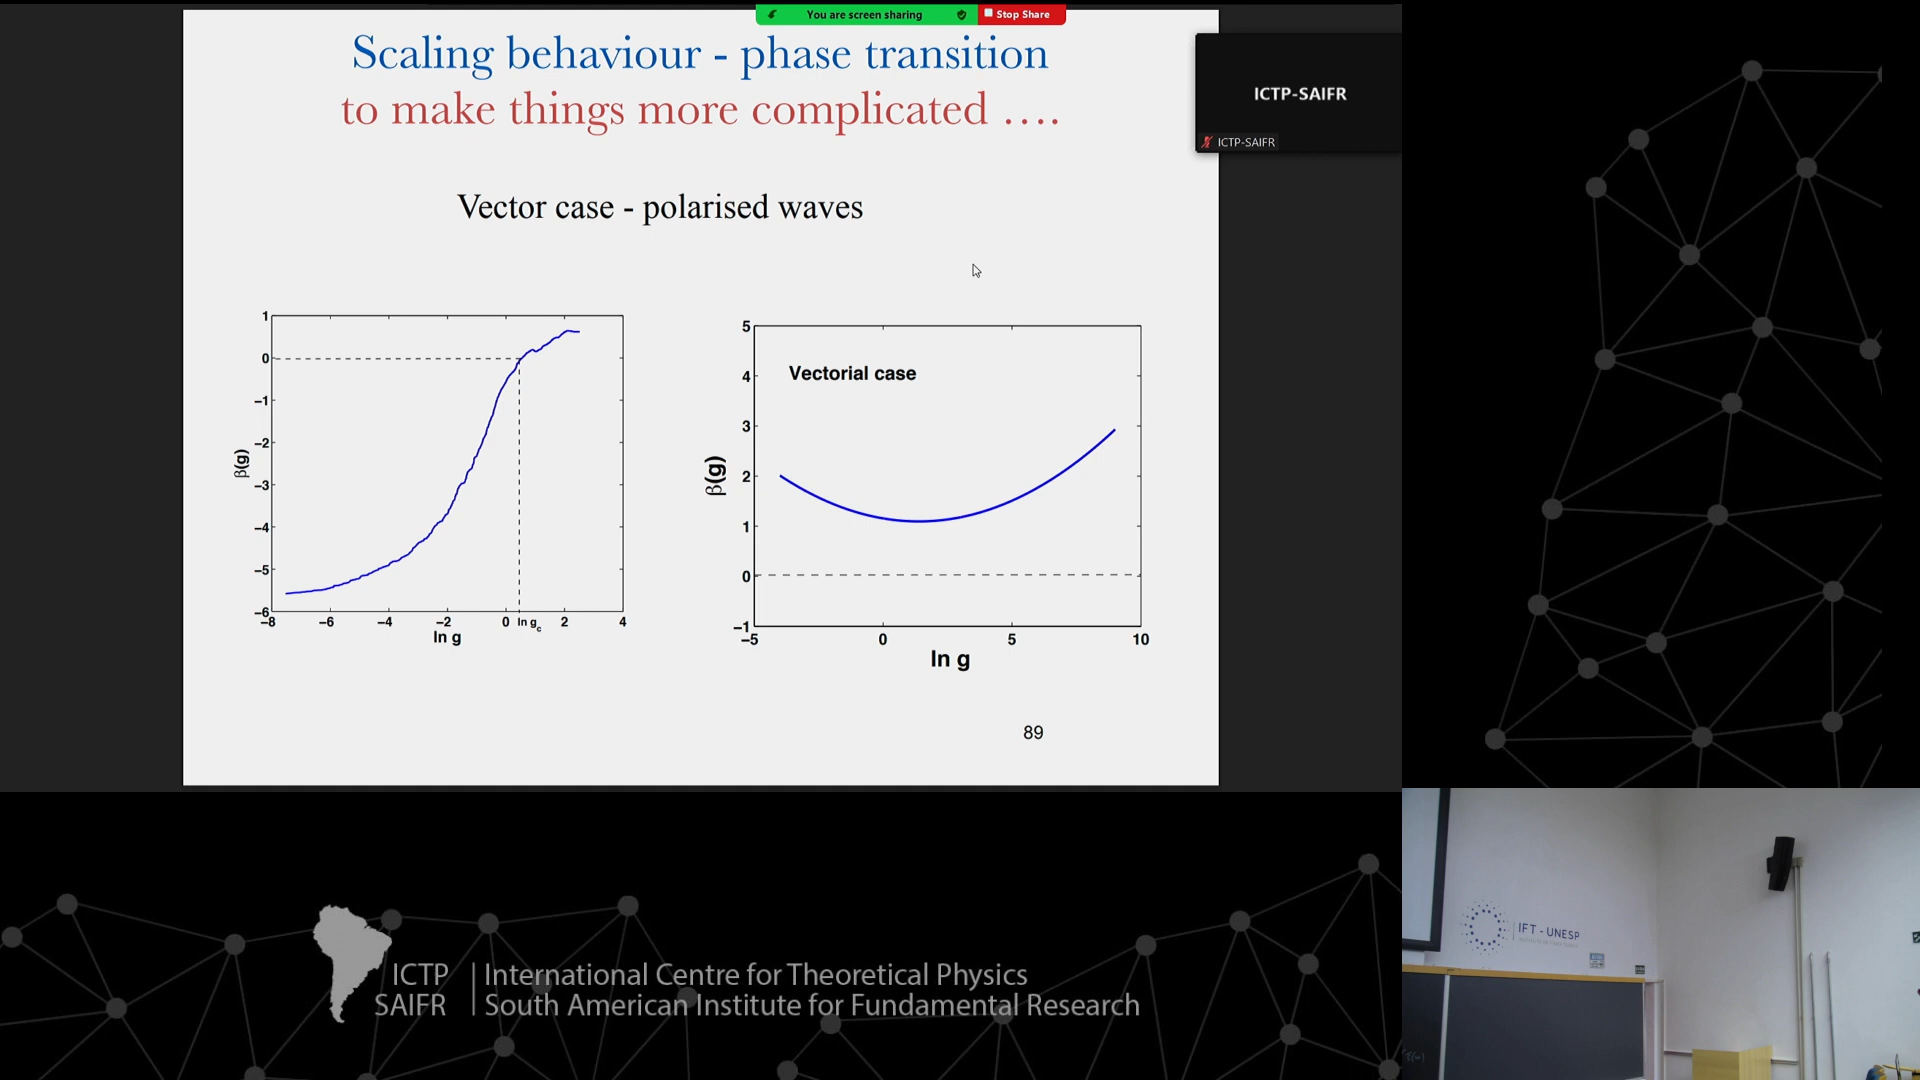 You are screen sharing
Stop Share
Scaling behaviour - phase transition
to make things more complicated ….
ICTP-SAIFR
ICTP-SAIFR
Vector case - polarised waves
1
0
−1
−2
−3
−4
−5
−6
β(g)
−8 −6 −4 −2 0 ln gc 2 4
ln g
5
4
3
2
1
0
−1
Vectorial case
β(g)
−5 0 5 10
ln g
89
ICTP
SAIFR
International Centre for Theoretical Physics
South American Institute for Fundamental Research
IFT - UNESP